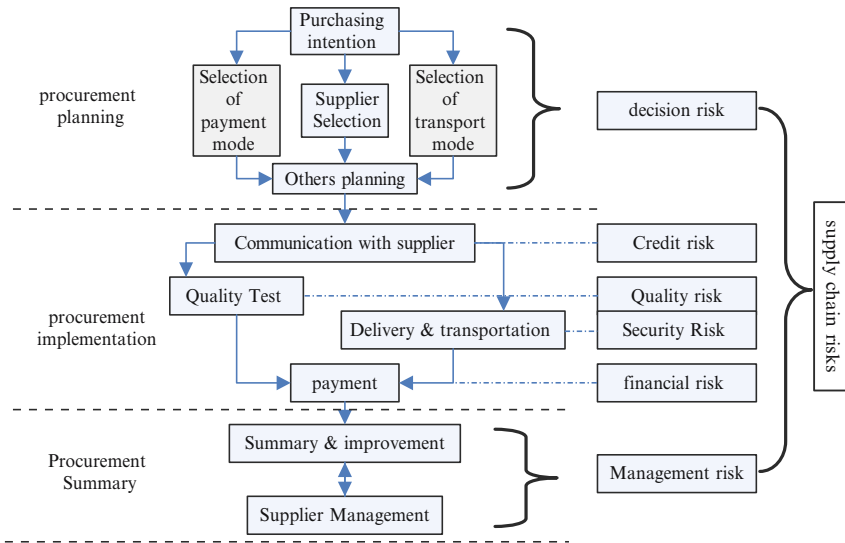 Purchasing
intention
procurement
planning
Selection
of
payment
mode
Supplier
Selection
Selection
of
transport
mode
decision risk
Others planning
Communication with supplier
Credit risk
Quality Test
Quality risk
procurement
implementation
Delivery & transportation
Security Risk
payment
financial risk
supply chain risks
Procurement
Summary
Summary & improvement
Management risk
Supplier Management